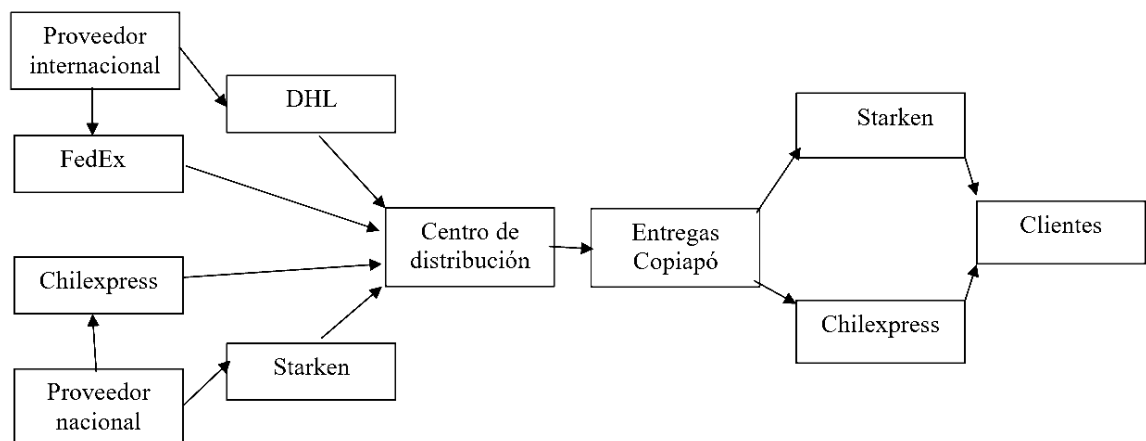 Proveedor
internacional
DHL
FedEx
Chilexpress
Proveedor
nacional
Starken
Centro de
distribución
Entregas
Copiapó
Starken
Chilexpress
Clientes